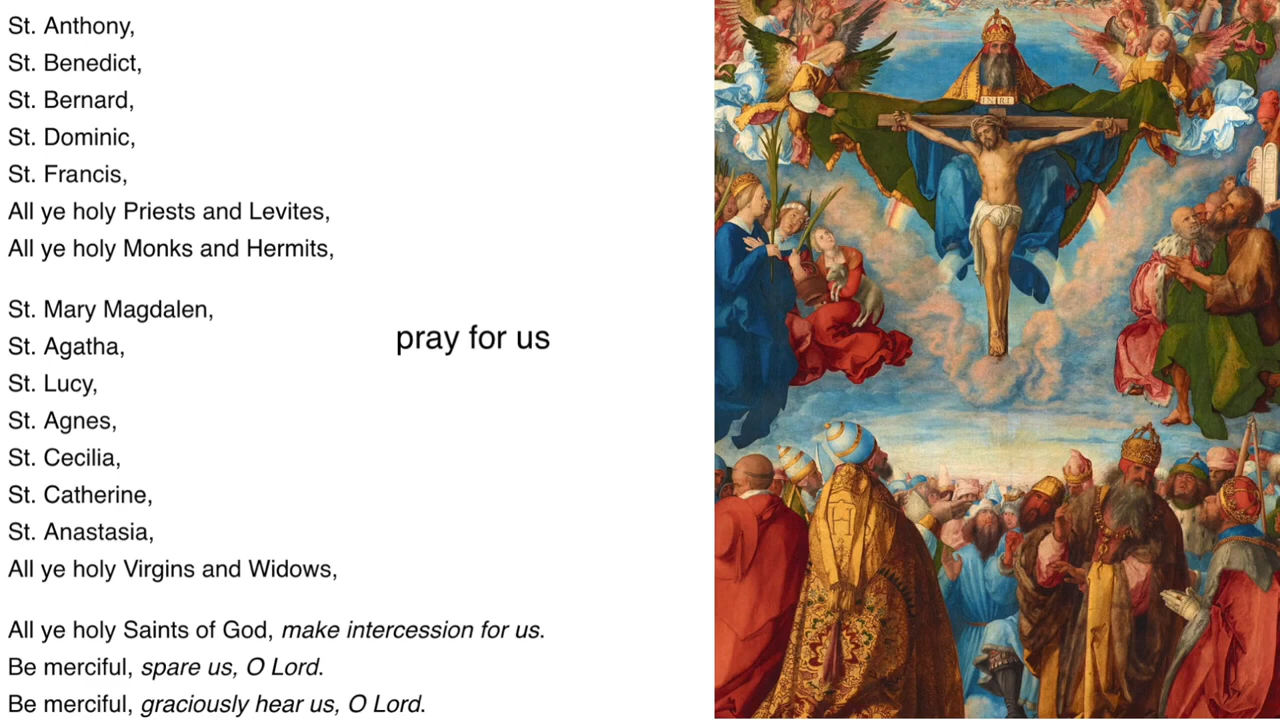 St. Anthony,
St. Benedict,
St. Bernard,
St. Dominic,
St. Francis,
All ye holy Priests and Levites,
All ye holy Monks and Hermits,
St. Mary Magdalen,
pray for us
St. Agatha,
St. Lucy,
St. Agnes,
St. Cecilia,
St. Catherine,
St. Anastasia,
All ye holy Virgins and Widows,
All ye holy Saints of God, make intercession for us.
Be merciful, spare us, O Lord.
Be merciful, graciously hear us, O Lord.
INRI